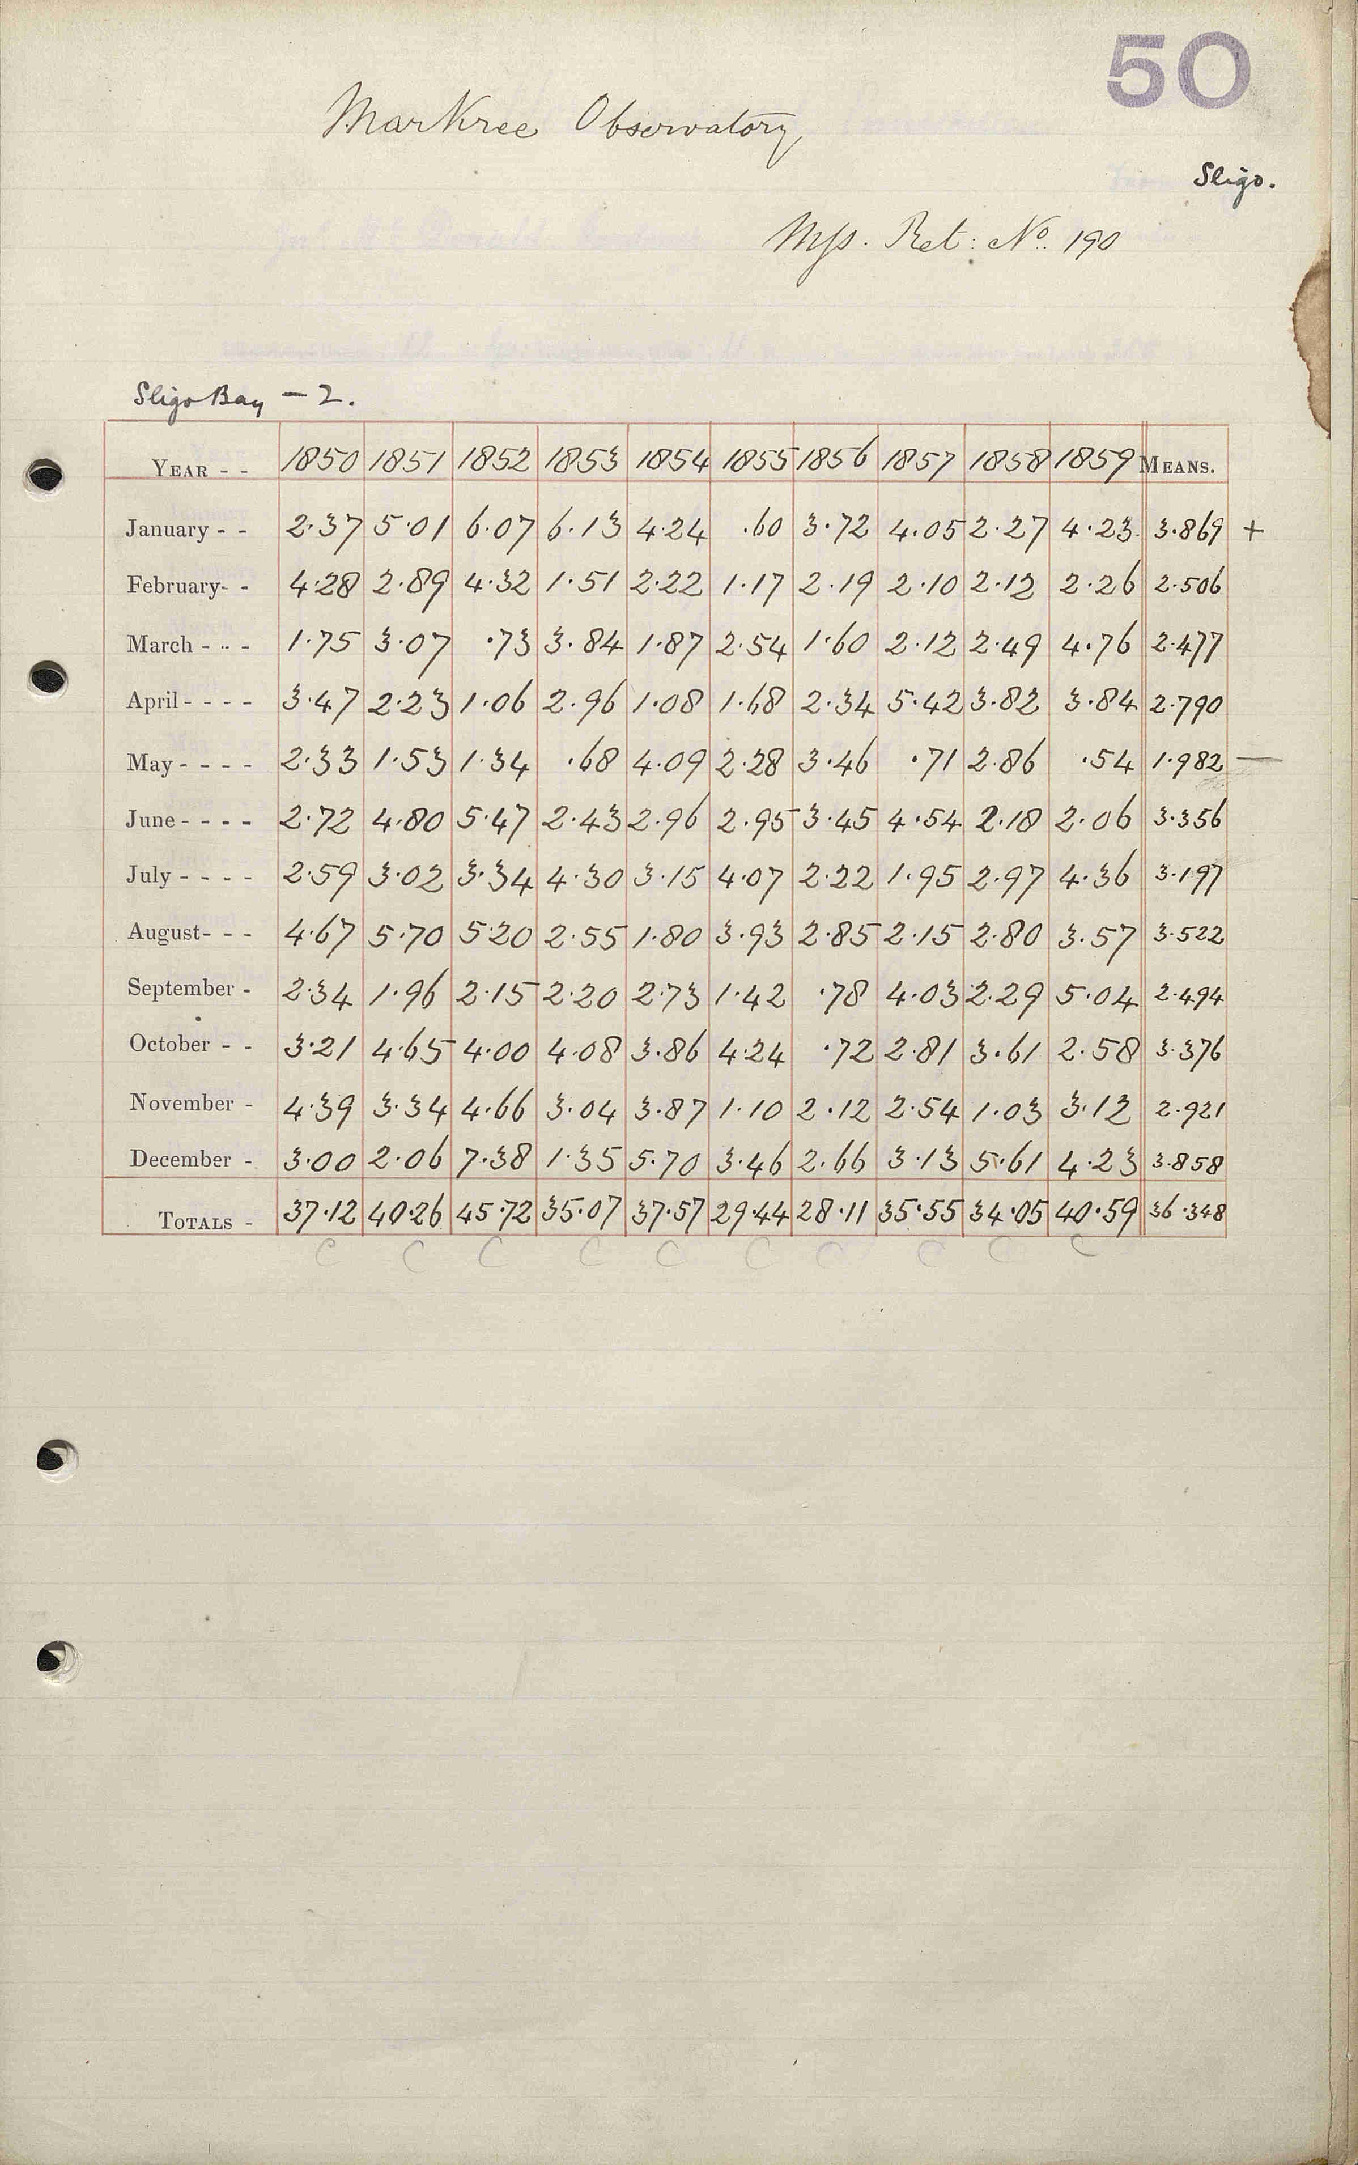 50
Markree Observatory
Sligo.
Mss. Ret: No. 190
Sligo Bay — 2.
YEAR - - 1850 1851 1852 1853 1854 1855 1856 1857 1858 1859 MEANS.
January - - 2.37 5.01 6.07 6.13 4.24 .60 3.72 4.05 2.27 4.23 3.869 +
February- - 4.28 2.89 4.32 1.51 2.22 1.17 2.19 2.10 2.12 2.26 2.506
March - - - 1.75 3.07 .73 3.84 1.87 2.54 1.60 2.12 2.49 4.76 2.477
April - - - - 3.47 2.23 1.06 2.96 1.08 1.68 2.34 5.42 3.82 3.84 2.790
May - - - - 2.33 1.53 1.34 .68 4.09 2.28 3.46 .71 2.86 .54 1.982 —
June - - - - 2.72 4.80 5.47 2.43 2.96 2.95 3.45 4.54 2.18 2.06 3.356
July - - - - 2.59 3.02 3.34 4.30 3.15 4.07 2.22 1.95 2.97 4.36 3.197
August- - - 4.67 5.70 5.20 2.55 1.80 3.93 2.85 2.15 2.80 3.57 3.522
September - 2.34 1.96 2.15 2.20 2.73 1.42 .78 4.03 2.29 5.04 2.494
October - - 3.21 4.65 4.00 4.08 3.86 4.24 .72 2.81 3.61 2.58 3.376
November - 4.39 3.34 4.66 3.04 3.87 1.10 2.12 2.54 1.03 3.12 2.921
December - 3.00 2.06 7.38 1.35 5.70 3.46 2.66 3.13 5.61 4.23 3.858
TOTALS - 37.12 40.26 45.72 35.07 37.57 29.44 28.11 35.55 34.05 40.59 36.348
C C C C C C C C C C